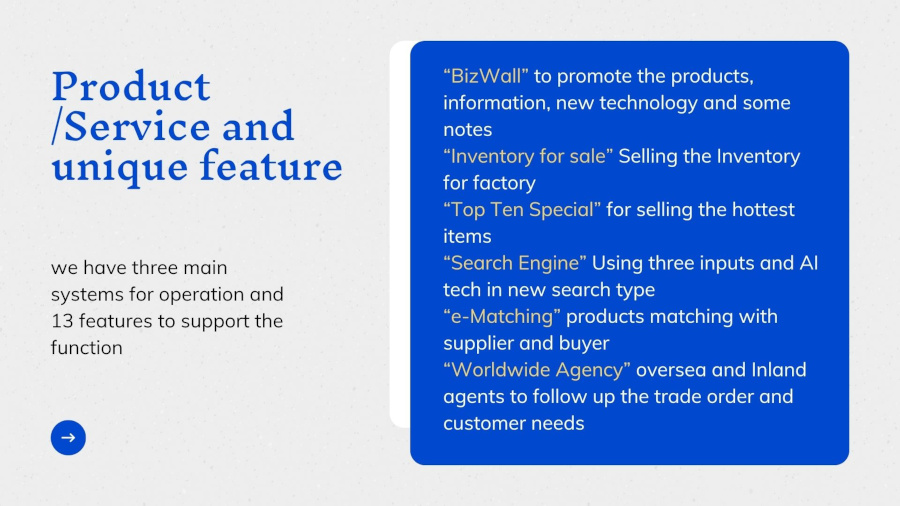 Product
/Service and
unique feature
we have three main
systems for operation and
13 features to support the
function
“BizWall” to promote the products,
information, new technology and some
notes
“Inventory for sale” Selling the Inventory
for factory
“Top Ten Special” for selling the hottest
items
“Search Engine” Using three inputs and AI
tech in new search type
“e-Matching” products matching with
supplier and buyer
“Worldwide Agency” oversea and Inland
agents to follow up the trade order and
customer needs